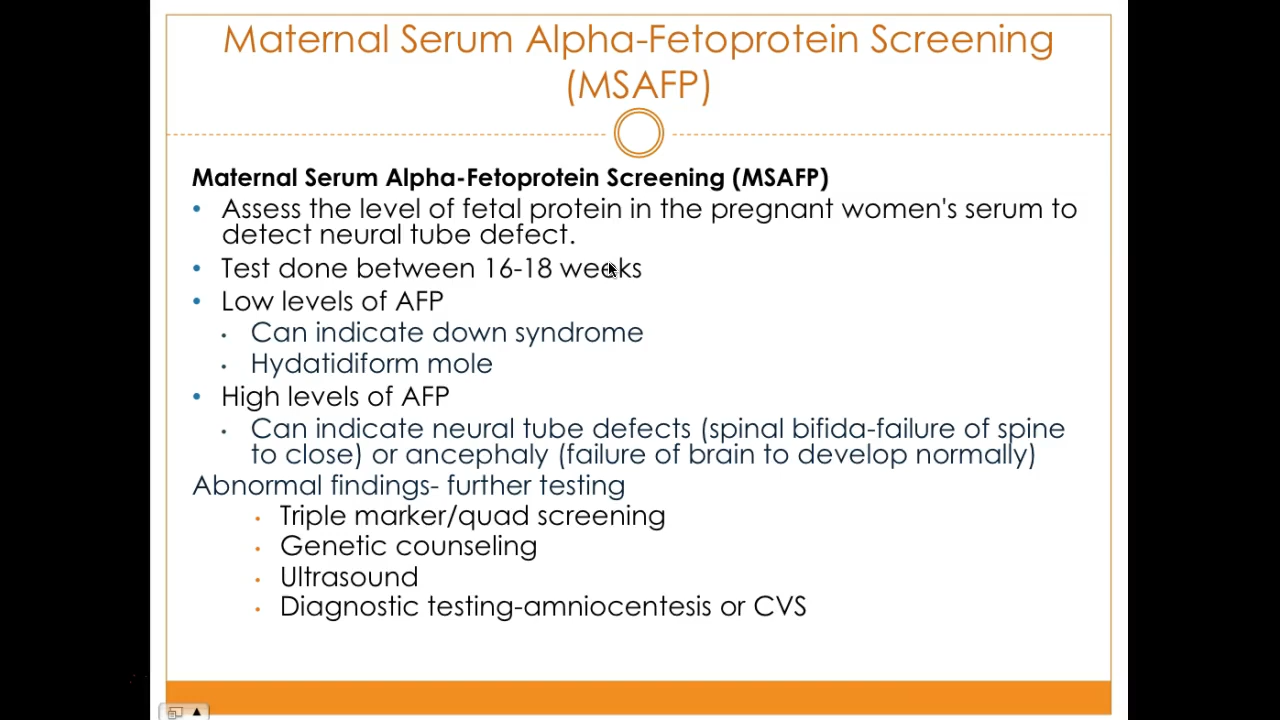 Maternal Serum Alpha-Fetoprotein Screening
(MSAFP)
Maternal Serum Alpha-Fetoprotein Screening (MSAFP)
• Assess the level of fetal protein in the pregnant women's serum to
detect neural tube defect.
• Test done between 16-18 weeks
• Low levels of AFP
• Can indicate down syndrome
• Hydatidiform mole
• High levels of AFP
• Can indicate neural tube defects (spinal bifida-failure of spine
to close) or ancephaly (failure of brain to develop normally)
Abnormal findings- further testing
• Triple marker/quad screening
• Genetic counseling
• Ultrasound
• Diagnostic testing-amniocentesis or CVS